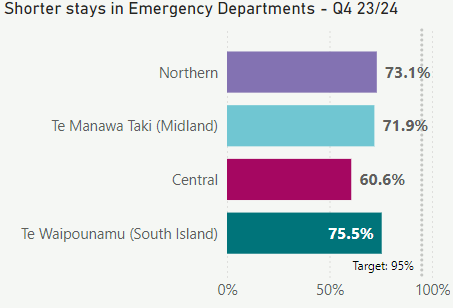 Shorter stays in Emergency Departments - Q4 23/24
Northern 73.1%
Te Manawa Taki (Midland) 71.9%
Central 60.6%
Te Waipounamu (South Island) 75.5%
Target: 95%
0% 50% 100%